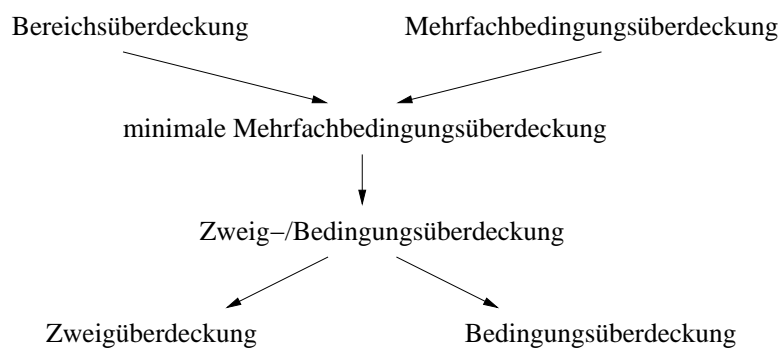 Bereichsüberdeckung Mehrfachbedingungsüberdeckung
minimale Mehrfachbedingungsüberdeckung
Zweig−/Bedingungsüberdeckung
Zweigüberdeckung Bedingungsüberdeckung